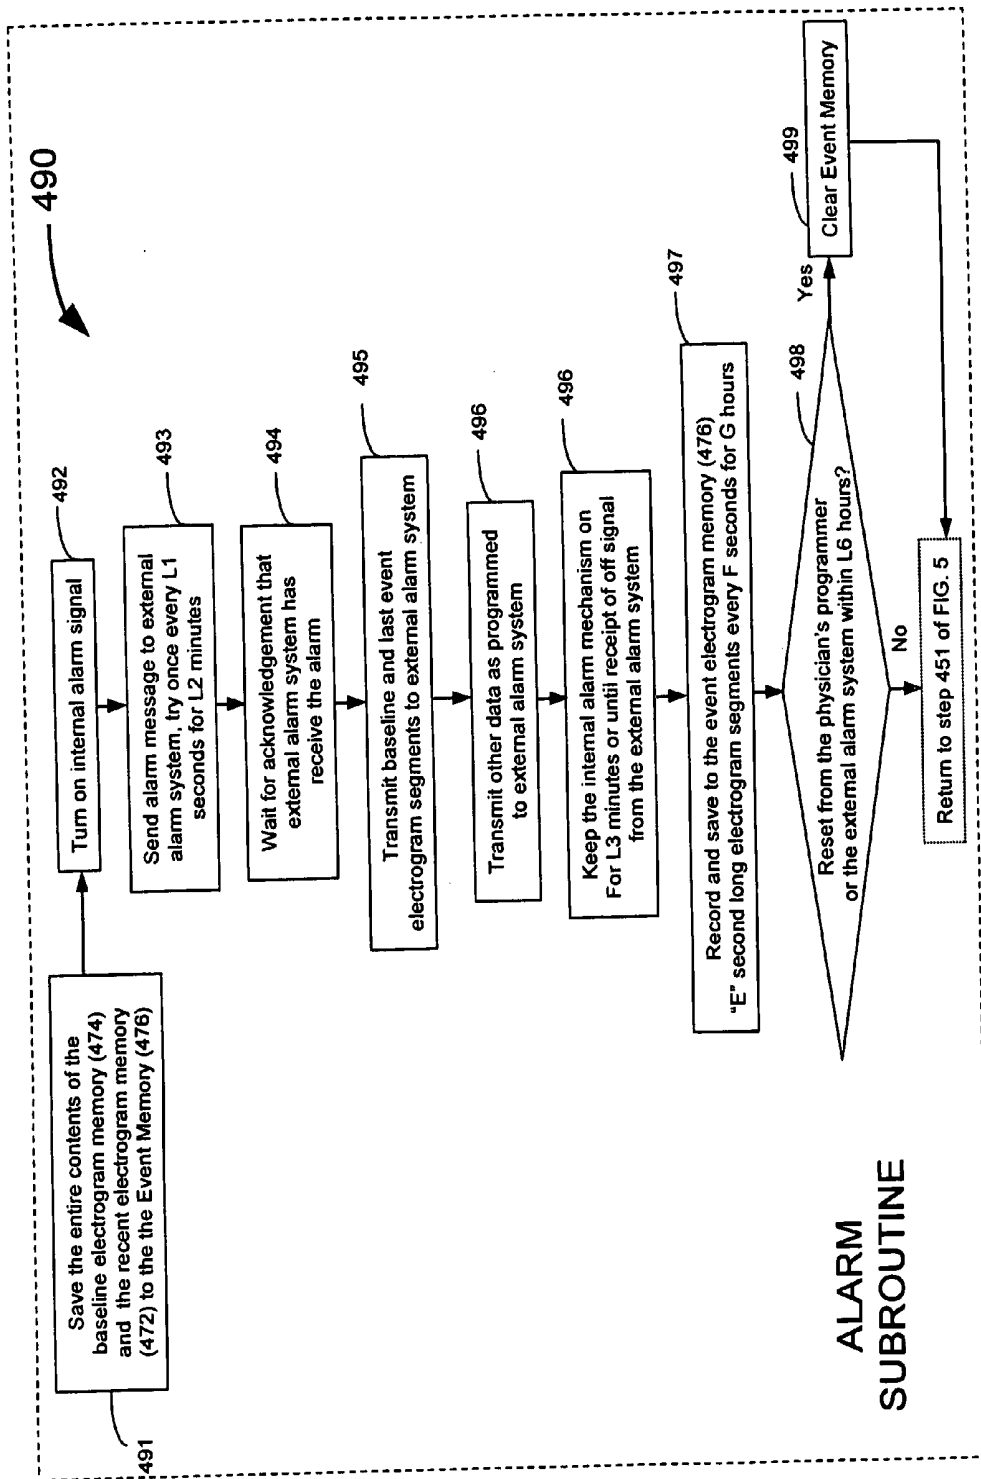 490
Save the entire contents of the
baseline electrogram memory (474)
and the recent electrogram memory
(472) to the the Event Memory (476)
491
Turn on internal alarm signal
492
Send alarm message to external
alarm system, try once every L1
seconds for L2 minutes
493
Wait for acknowledgement that
external alarm system has
receive the alarm
494
Transmit baseline and last event
electrogram segments to external alarm system
495
Transmit other data as programmed
to external alarm system
496
Keep the internal alarm mechanism on
For L3 minutes or until receipt of off signal
from the external alarm system
496
Record and save to the event electrogram memory (476)
"E" second long electrogram segments every F seconds for G hours
497
Reset from the physician's programmer
or the external alarm system within L6 hours?
498
Yes
Clear Event Memory
499
No
Return to step 451 of FIG. 5
ALARM
SUBROUTINE